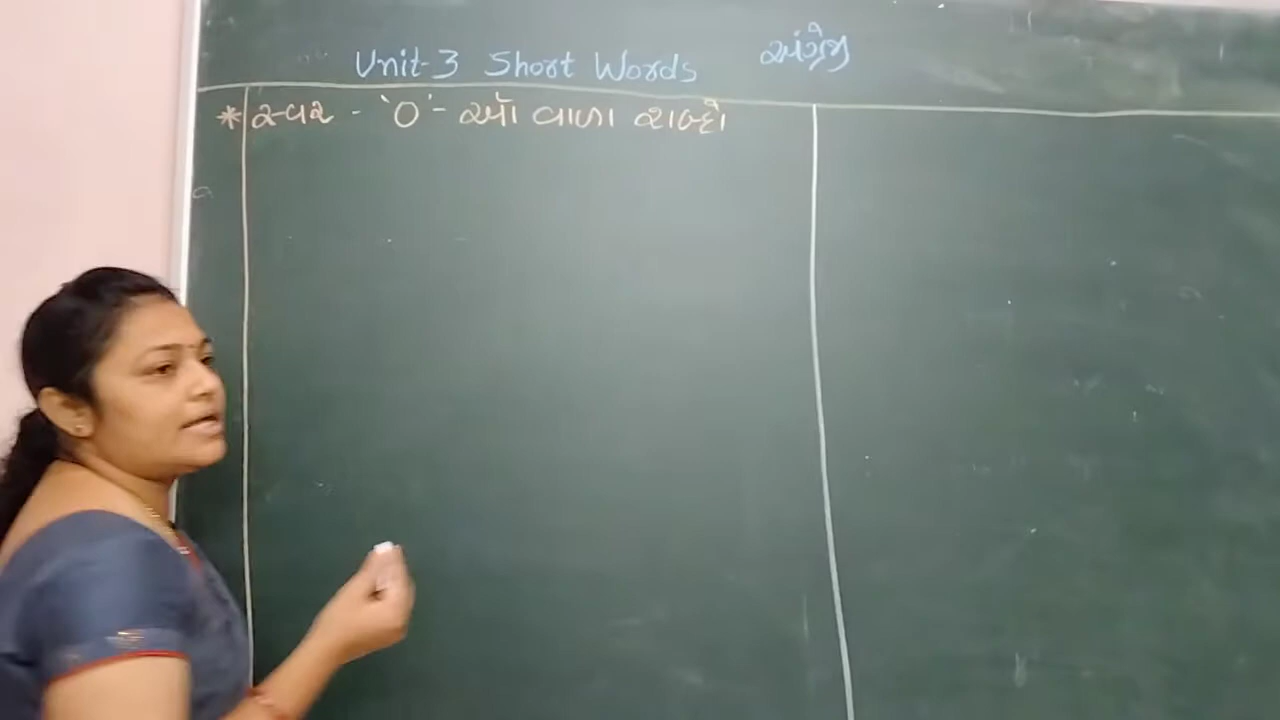 Unit-3 Short Words અંગ્રેજી
* સ્વર - 'O' - ઑ વાળા શબ્દો